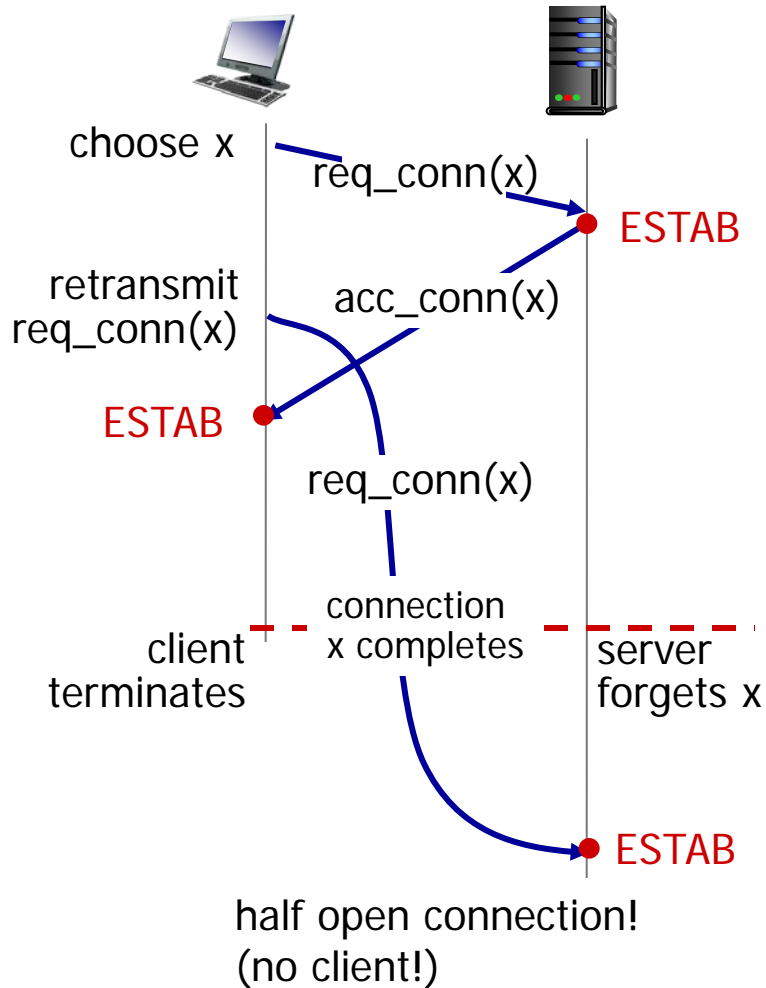 choose x
req_conn(x)
ESTAB
retransmit
req_conn(x)
acc_conn(x)
ESTAB
req_conn(x)
connection
x completes
client
terminates
server
forgets x
ESTAB
half open connection!
(no client!)